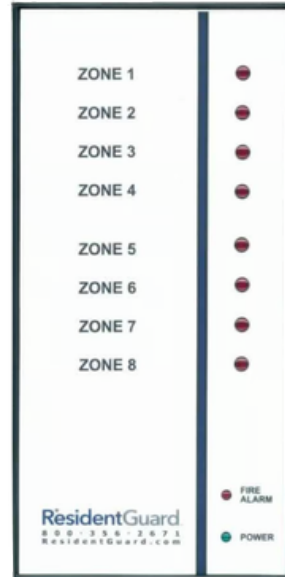 ZONE 1
ZONE 2
ZONE 3
ZONE 4
ZONE 5
ZONE 6
ZONE 7
ZONE 8
FIRE
ALARM
ResidentGuard
800-356-2671
ResidentGuard.com
POWER